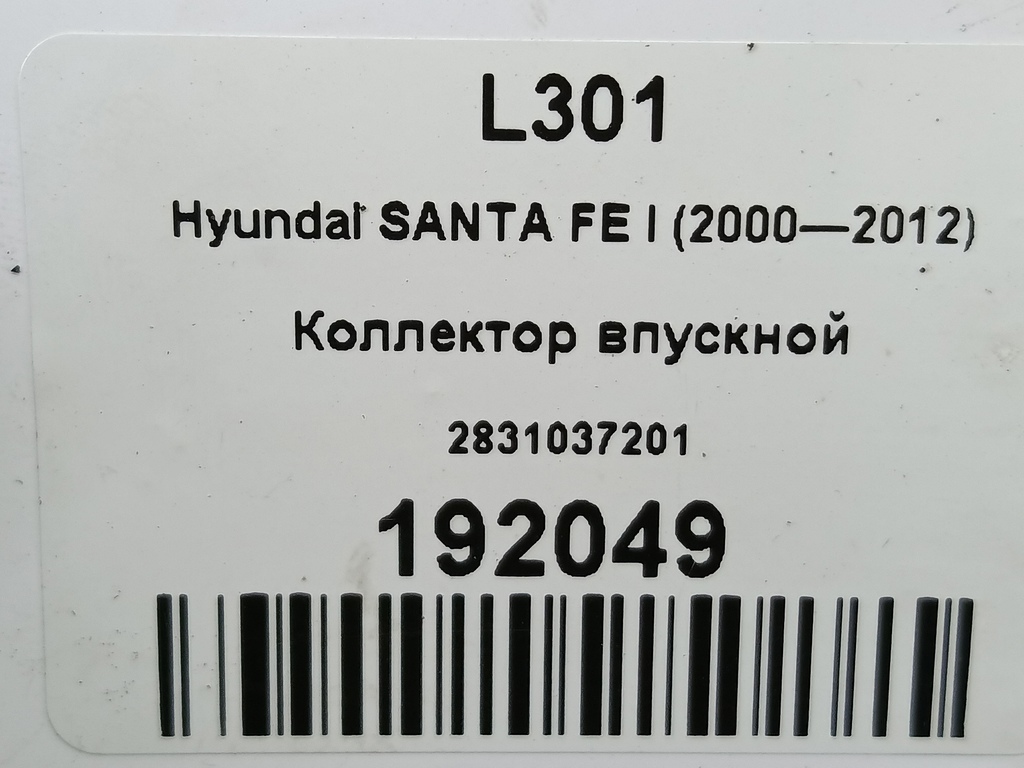 L301
Hyundai SANTA FE I (2000—2012)
Коллектор впускной
2831037201
192049